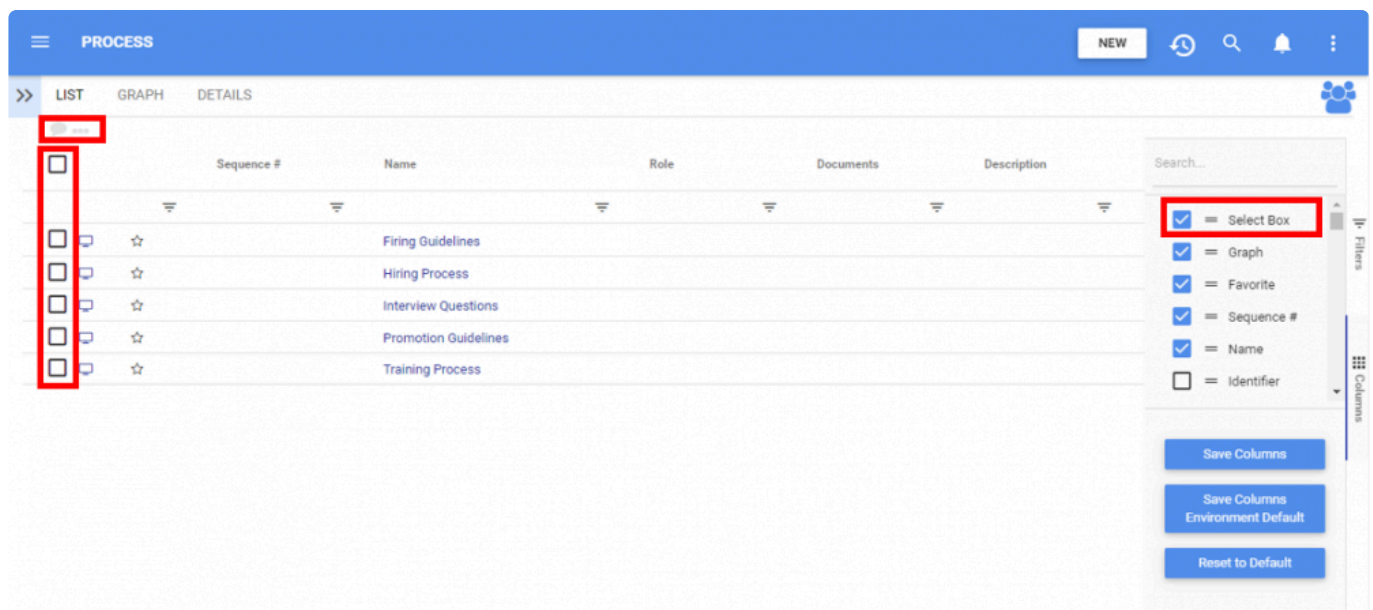 PROCESS
NEW
LIST GRAPH DETAILS
Sequence # Name Role Documents Description
Search...
Select Box
Graph
Favorite
Sequence #
Name
Identifier
Firing Guidelines
Hiring Process
Interview Questions
Promotion Guidelines
Training Process
Filters
Columns
Save Columns
Save Columns
Environment Default
Reset to Default